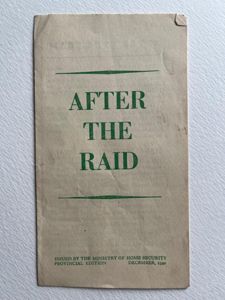 AFTER
THE
RAID
ISSUED BY THE MINISTRY OF HOME SECURITY
PROVINCIAL EDITION DECEMBER, 1940